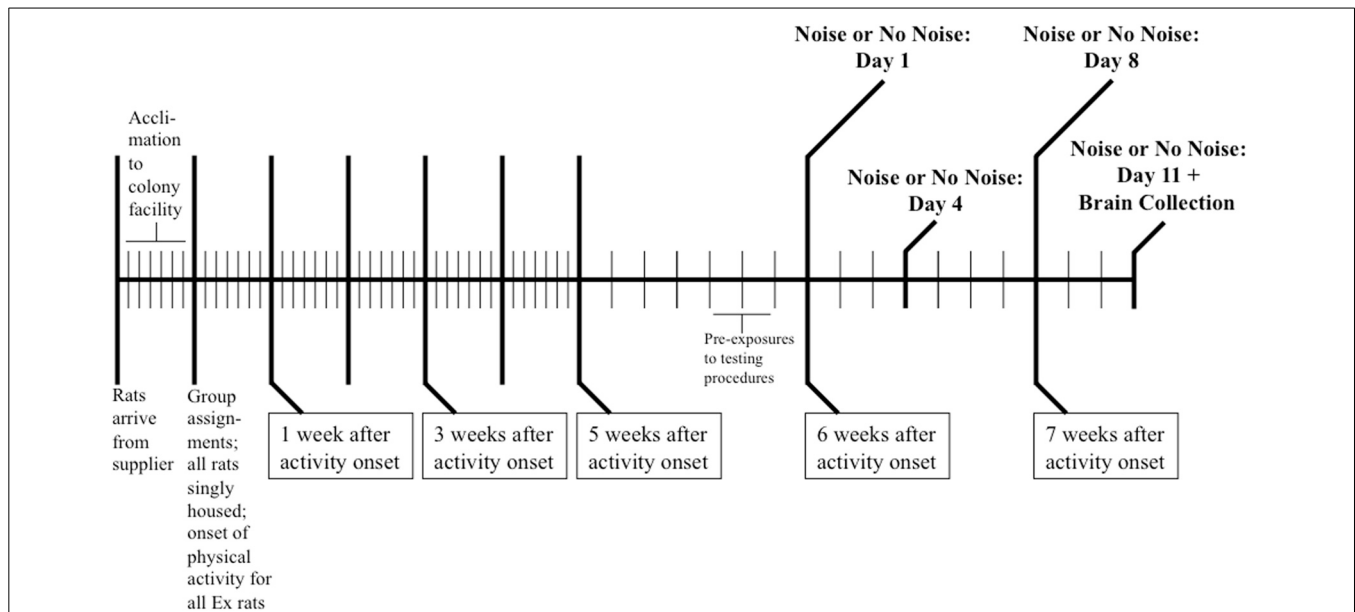 Noise or No Noise:
Day 1
Noise or No Noise:
Day 8
Accli-
mation
to
colony
facility
Noise or No Noise:
Day 4
Noise or No Noise:
Day 11 +
Brain Collection
Pre-exposures
to testing
procedures
Rats
arrive
from
supplier
Group
assign-
ments;
all rats
singly
housed;
onset of
physical
activity for
all Ex rats
1 week after
activity onset
3 weeks after
activity onset
5 weeks after
activity onset
6 weeks after
activity onset
7 weeks after
activity onset